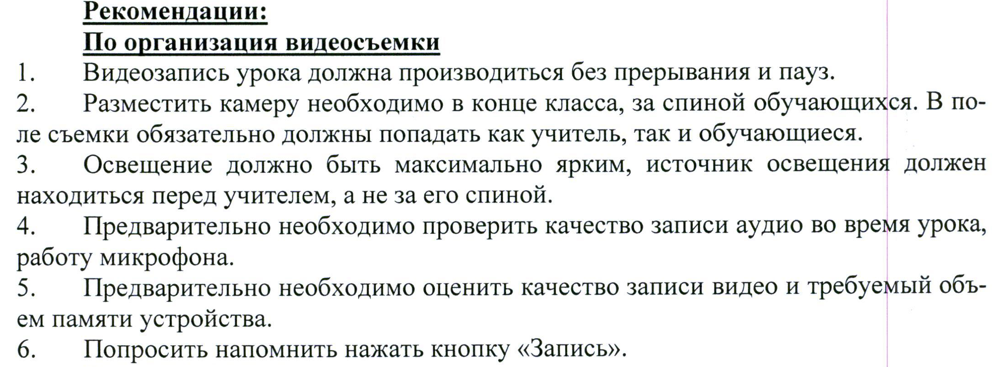 Рекомендации:
По организация видеосъемки
1. Видеозапись урока должна производиться без прерывания и пауз.
2. Разместить камеру необходимо в конце класса, за спиной обучающихся. В по-
ле съемки обязательно должны попадать как учитель, так и обучающиеся.
3. Освещение должно быть максимально ярким, источник освещения должен
находиться перед учителем, а не за его спиной.
4. Предварительно необходимо проверить качество записи аудио во время урока,
работу микрофона.
5. Предварительно необходимо оценить качество записи видео и требуемый объ-
ем памяти устройства.
6. Попросить напомнить нажать кнопку «Запись».